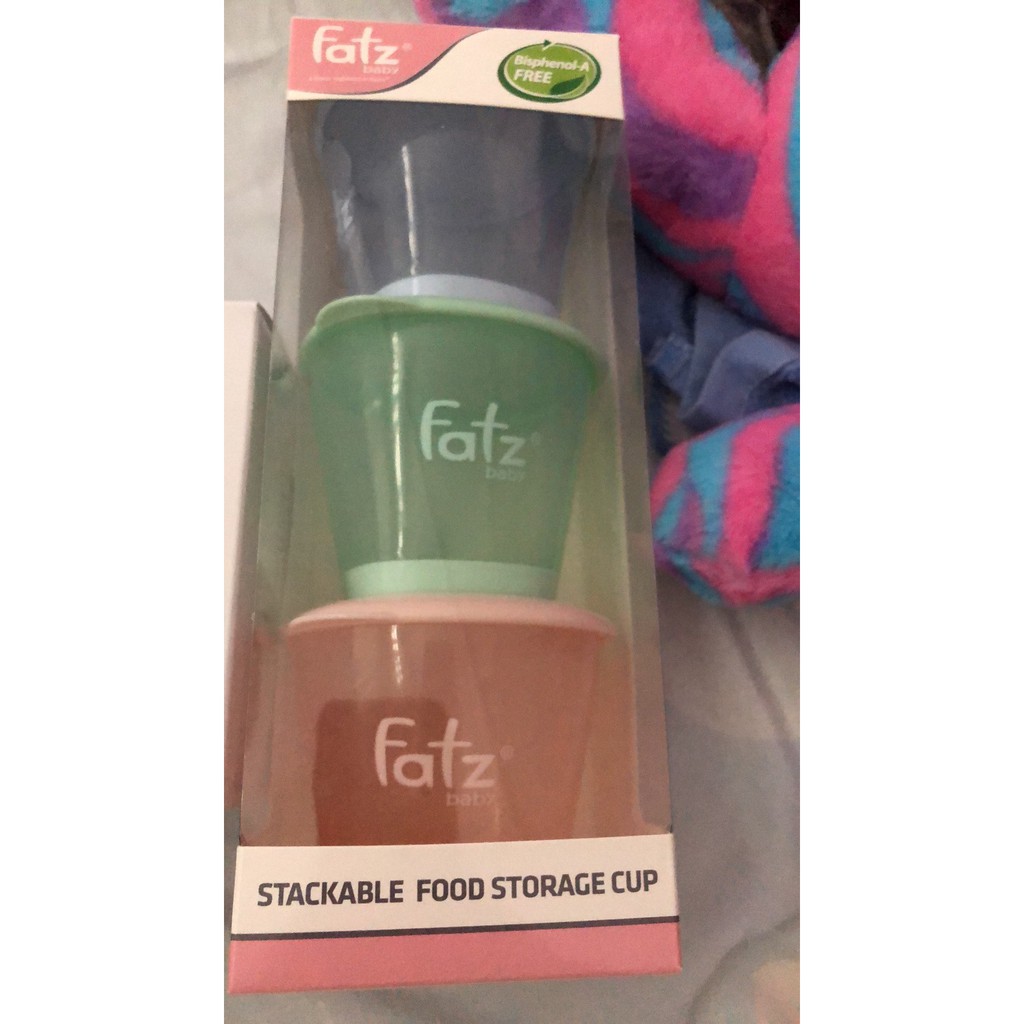 Fatz®
baby
Bisphenol-A
FREE
Fatz®
baby
Fatz®
baby
STACKABLE FOOD STORAGE CUP